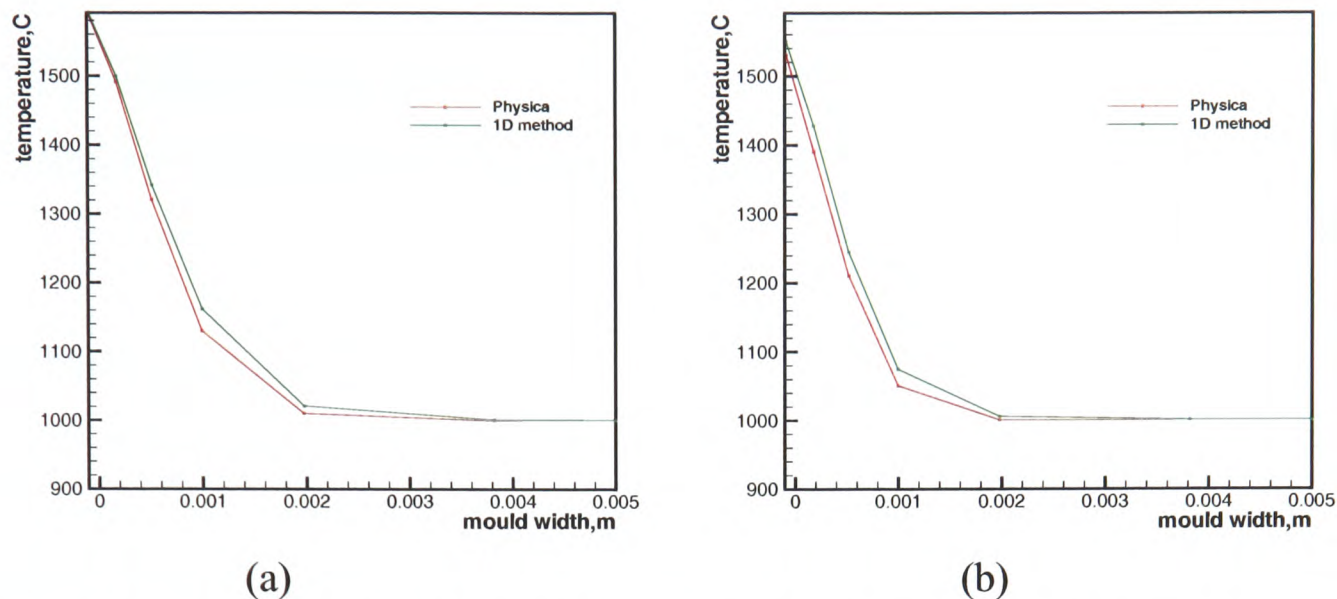 temperature,C
1500
1400
1300
1200
1100
1000
900
0
0.001
0.002
0.003
0.004
0.005
mould width,m
Physica
1D method
(a)
temperature,C
1500
1400
1300
1200
1100
1000
900
0
0.001
0.002
0.003
0.004
0.005
mould width,m
Physica
1D method
(b)